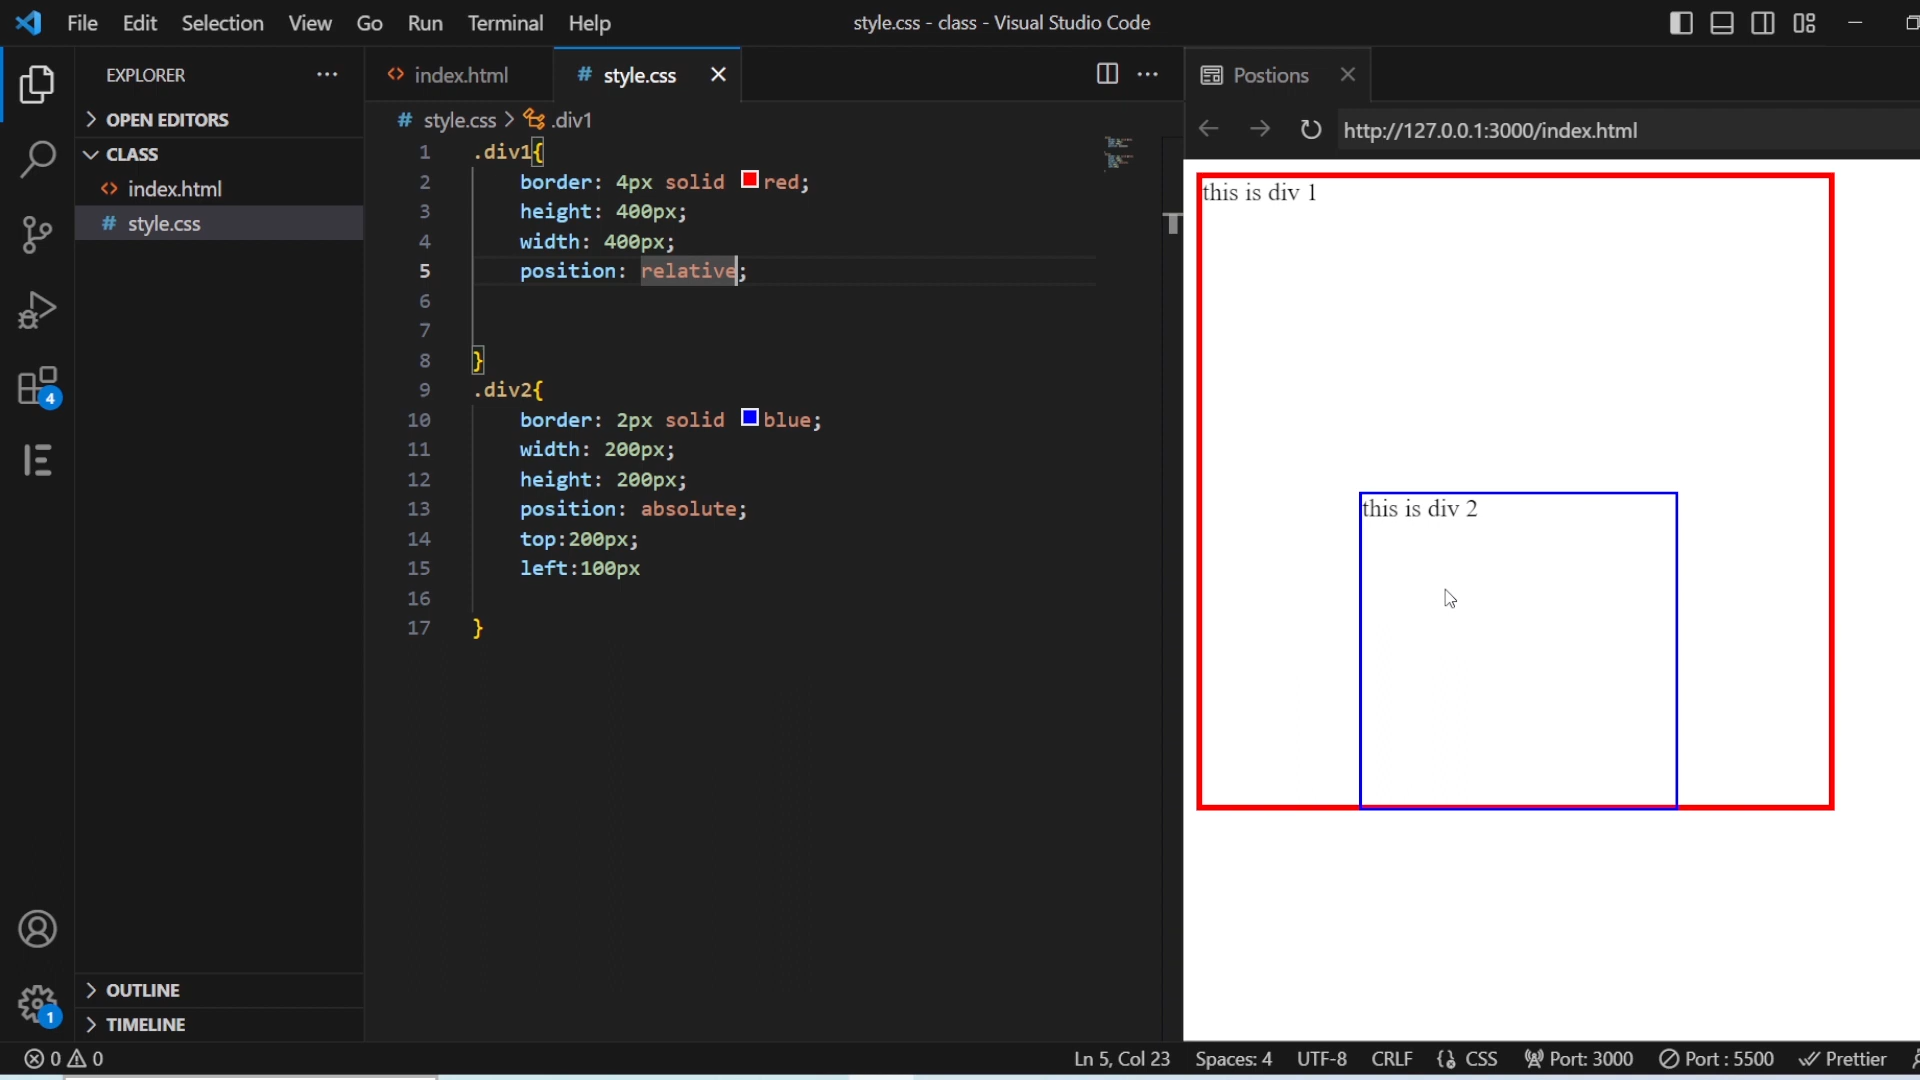 File Edit Selection View Go Run Terminal Help
style.css - class - Visual Studio Code
EXPLORER
OPEN EDITORS
CLASS
index.html
style.css
OUTLINE
TIMELINE
4
1
index.html
# style.css
# style.css > .div1
1 .div1{
2 border: 4px solid red;
3 height: 400px;
4 width: 400px;
5 position: relative;
6
7
8 }
9 .div2{
10 border: 2px solid blue;
11 width: 200px;
12 height: 200px;
13 position: absolute;
14 top:200px;
15 left:100px
16
17 }
Postions
http://127.0.0.1:3000/index.html
this is div 1
this is div 2
0 0
Ln 5, Col 23 Spaces: 4 UTF-8 CRLF CSS Port: 3000 Port : 5500 Prettier